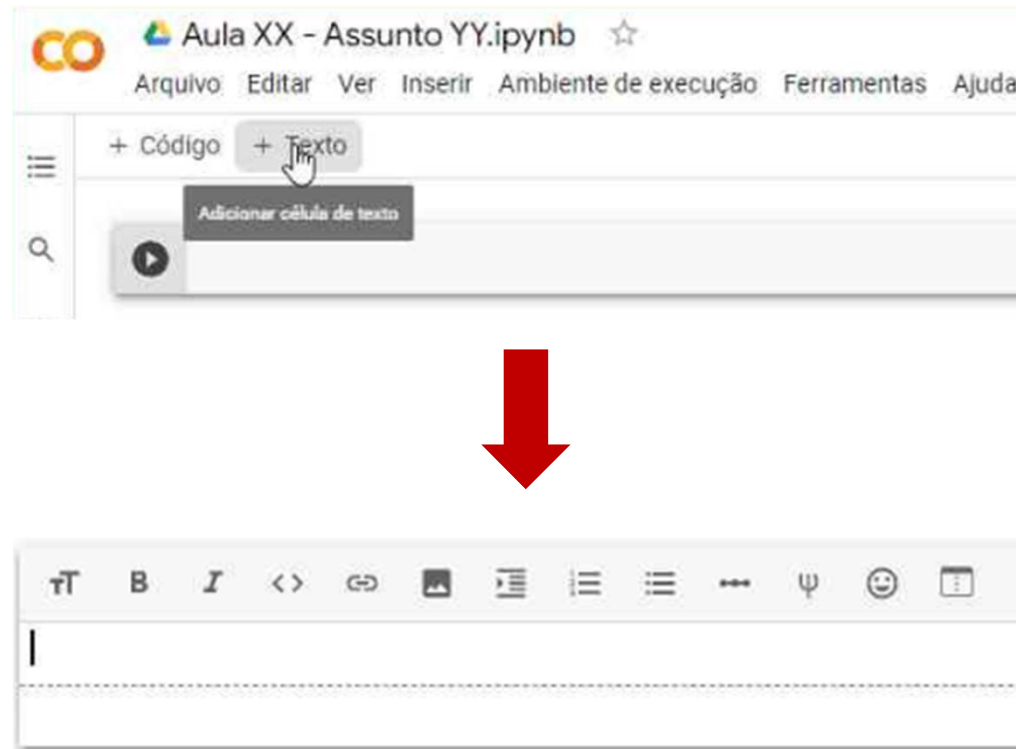 Aula XX - Assunto YY.ipynb
Arquivo Editar Ver Inserir Ambiente de execução Ferramentas Ajuda
+ Código + Texto
Adicionar célula de texto